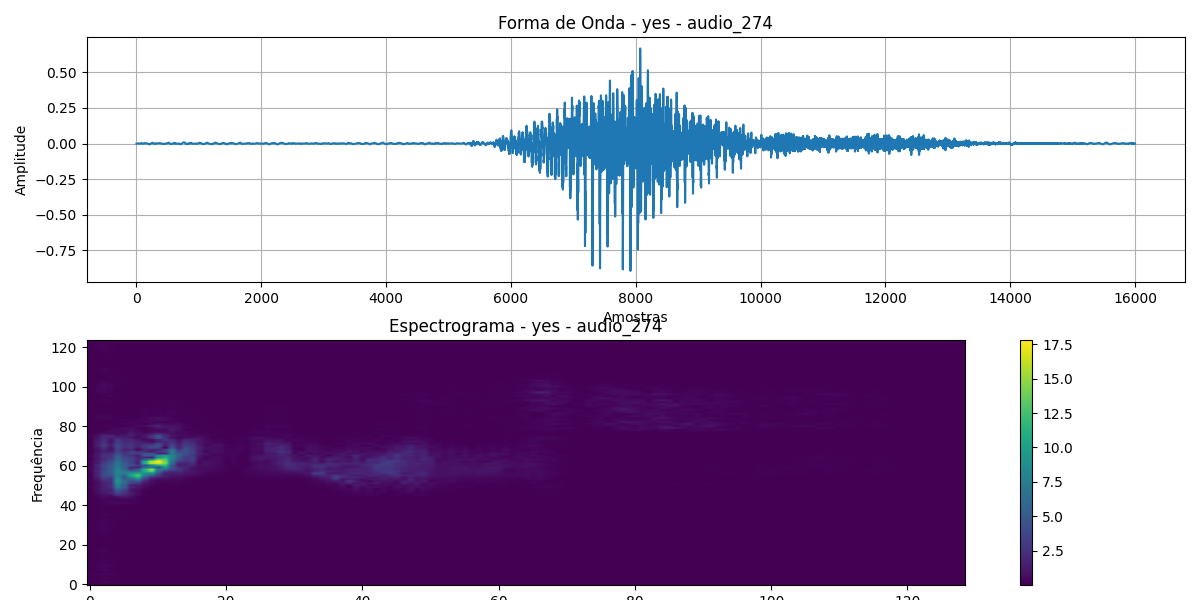 Forma de Onda - yes - audio_274
Amplitude
0.50
0.25
0.00
−0.25
−0.50
−0.75
0 2000 4000 6000 8000 10000 12000 14000 16000
Amostras
Espectrograma - yes - audio_274
Frequência
120
100
80
60
40
20
0
0 20 40 60 80 100 120
17.5
15.0
12.5
10.0
7.5
5.0
2.5